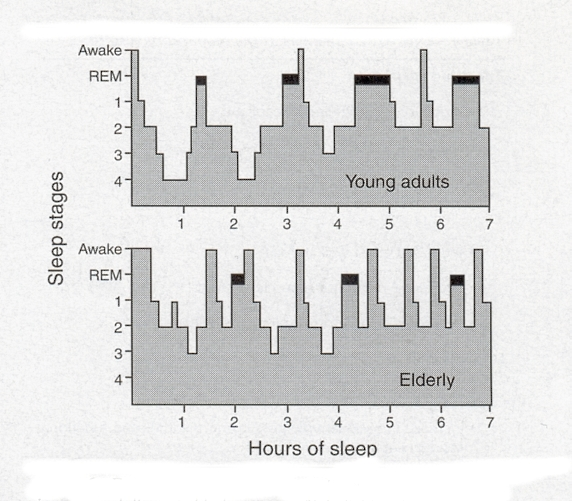 Awake
REM
1
2
3
4
Young adults
1 2 3 4 5 6 7
Sleep stages
Awake
REM
1
2
3
4
Elderly
1 2 3 4 5 6 7
Hours of sleep